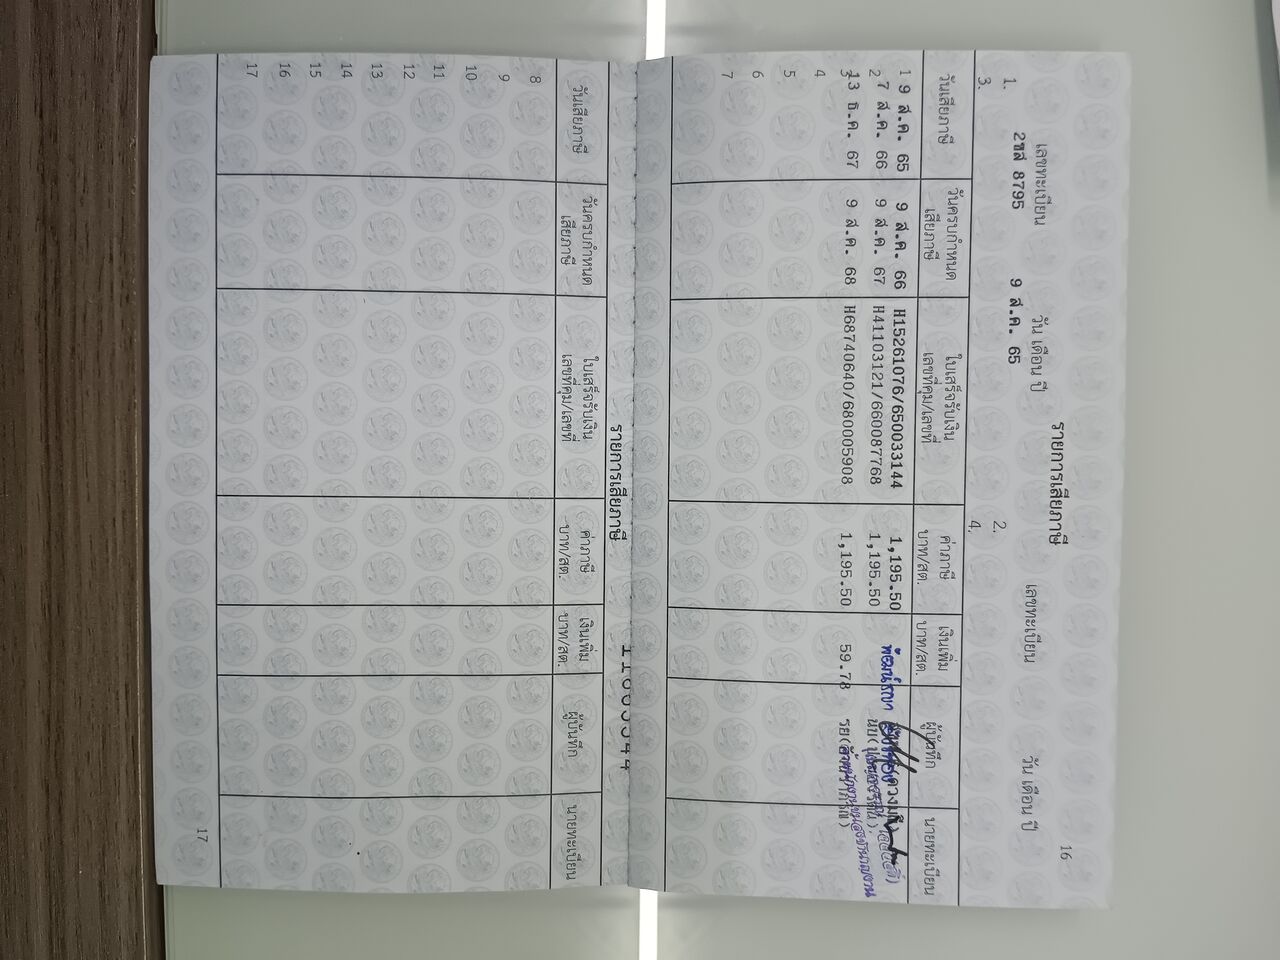 16
รายการเสียภาษี
เลขทะเบียน วัน เดือน ปี เลขทะเบียน วัน เดือน ปี
1. 2ขส 8795 9 ส.ค. 65 2.
3. 4.
วันเสียภาษี วันครบกำหนดเสียภาษี ใบเสร็จรับเงิน เลขที่คุม/เลขที่ ค่าภาษี บาท/สต. เงินเพิ่ม บาท/สต. ผู้บันทึก นายทะเบียน
1 9 ส.ค. 65 9 ส.ค. 66 H15261076/650033144 1,195.50
2 7 ส.ค. 66 9 ส.ค. 67 H41103121/660087768 1,195.50
3 13 ธ.ค. 67 9 ส.ค. 68 H68740640/680005908 1,195.50 59.78
4
5
6
7
รายการเสียภาษี
วันเสียภาษี วันครบกำหนดเสียภาษี ใบเสร็จรับเงิน เลขที่คุม/เลขที่ ค่าภาษี บาท/สต. เงินเพิ่ม บาท/สต. ผู้บันทึก นายทะเบียน
8
9
10
11
12
13
14
15
16
17
17